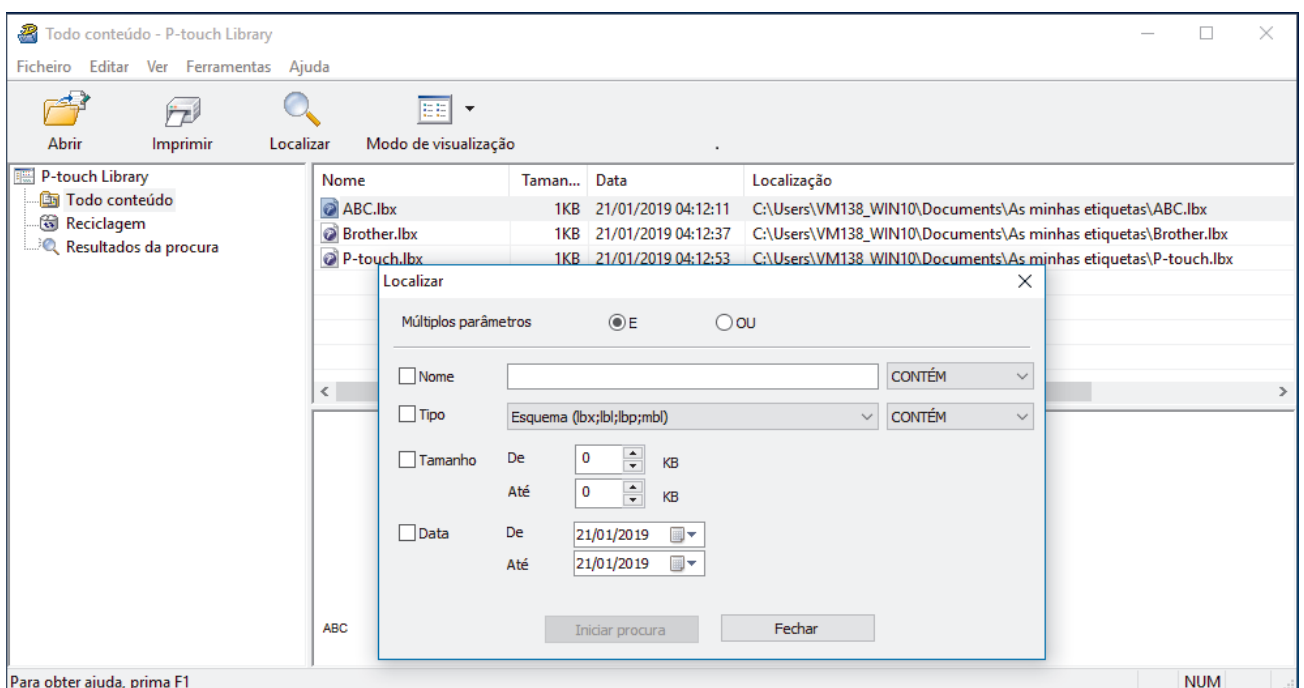 Todo conteúdo - P-touch Library
Ficheiro Editar Ver Ferramentas Ajuda
Abrir Imprimir Localizar Modo de visualização
P-touch Library
Todo conteúdo
Reciclagem
Resultados da procura
Nome Taman... Data Localização
ABC.lbx 1KB 21/01/2019 04:12:11 C:\Users\VM138_WIN10\Documents\As minhas etiquetas\ABC.lbx
Brother.lbx 1KB 21/01/2019 04:12:37 C:\Users\VM138_WIN10\Documents\As minhas etiquetas\Brother.lbx
P-touch.lbx 1KB 21/01/2019 04:12:53 C:\Users\VM138_WIN10\Documents\As minhas etiquetas\P-touch.lbx
Localizar
Múltiplos parâmetros E OU
Nome CONTÉM
Tipo Esquema (lbx;lbl;lbp;mbl) CONTÉM
Tamanho De 0 KB
Até 0 KB
Data De 21/01/2019
Até 21/01/2019
Iniciar procura Fechar
ABC
Para obter ajuda, prima F1 NUM